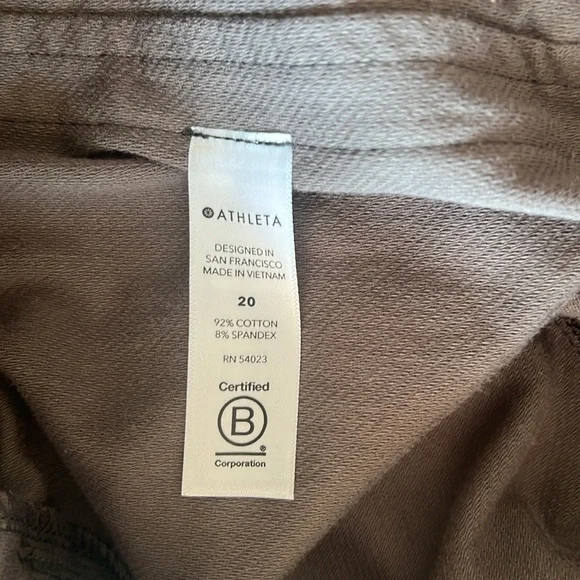 ATHLETA
DESIGNED IN
SAN FRANCISCO
MADE IN VIETNAM
20
92% COTTON
8% SPANDEX
RN 54023
Certified
B
®
Corporation